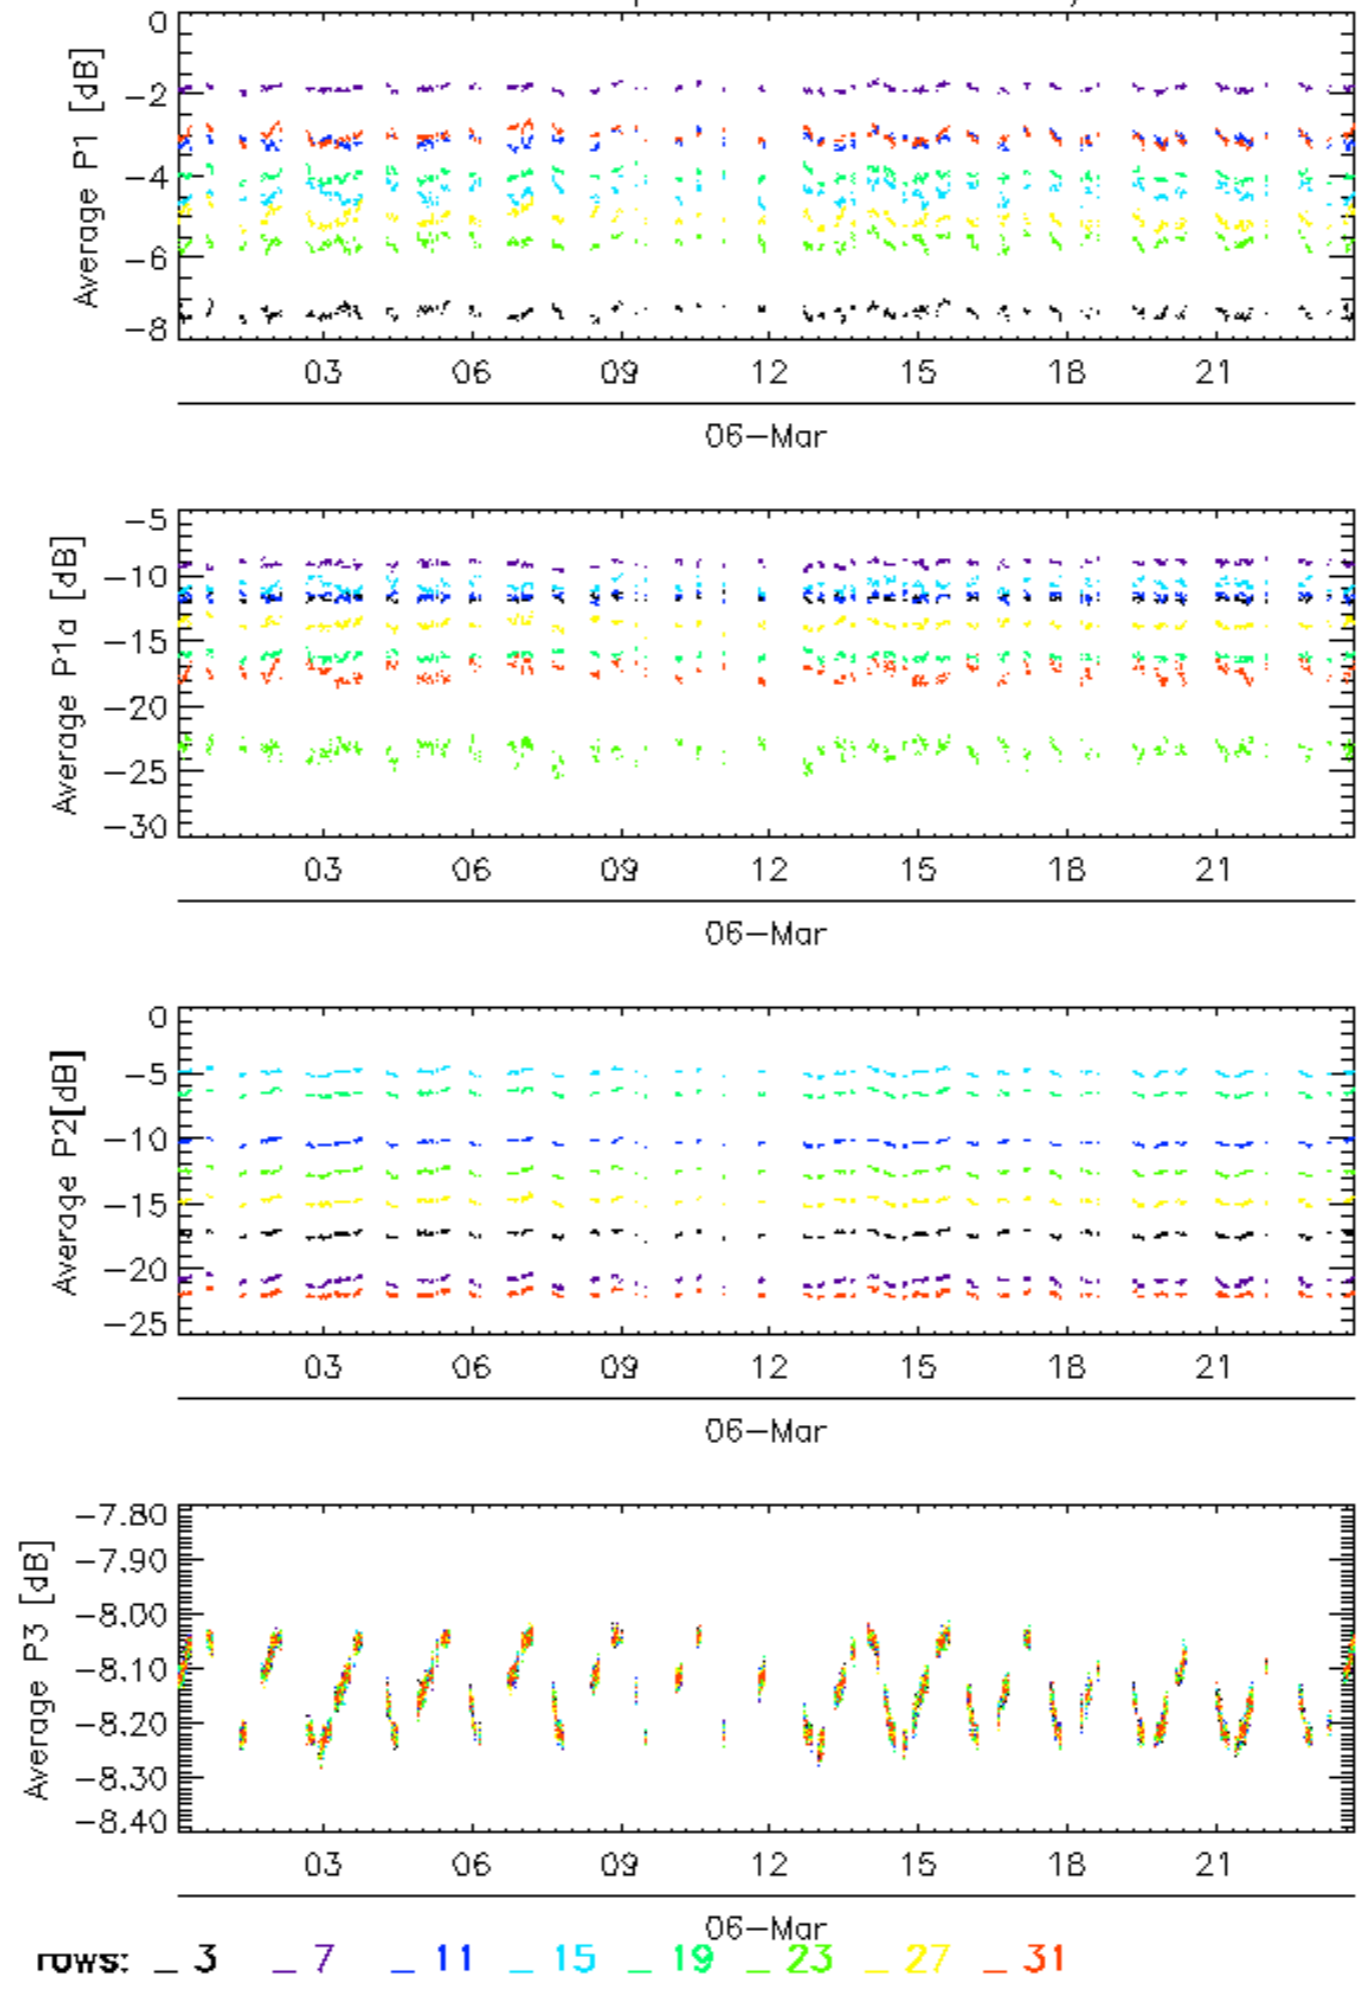 0
−2
−4
−6
−8
Average P1 [dB]
03 06 09 12 15 18 21
06−Mar
−5
−10
−15
−20
−25
−30
Average P1a [dB]
03 06 09 12 15 18 21
06−Mar
0
−5
−10
−15
−20
−25
Average P2[dB]
03 06 09 12 15 18 21
06−Mar
−7.80
−7.90
−8.00
−8.10
−8.20
−8.30
−8.40
Average P3 [dB]
03 06 09 12 15 18 21
06−Mar
rows: _ 3 _ 7 _ 11 _ 15 _ 19 _ 23 _ 27 _ 31